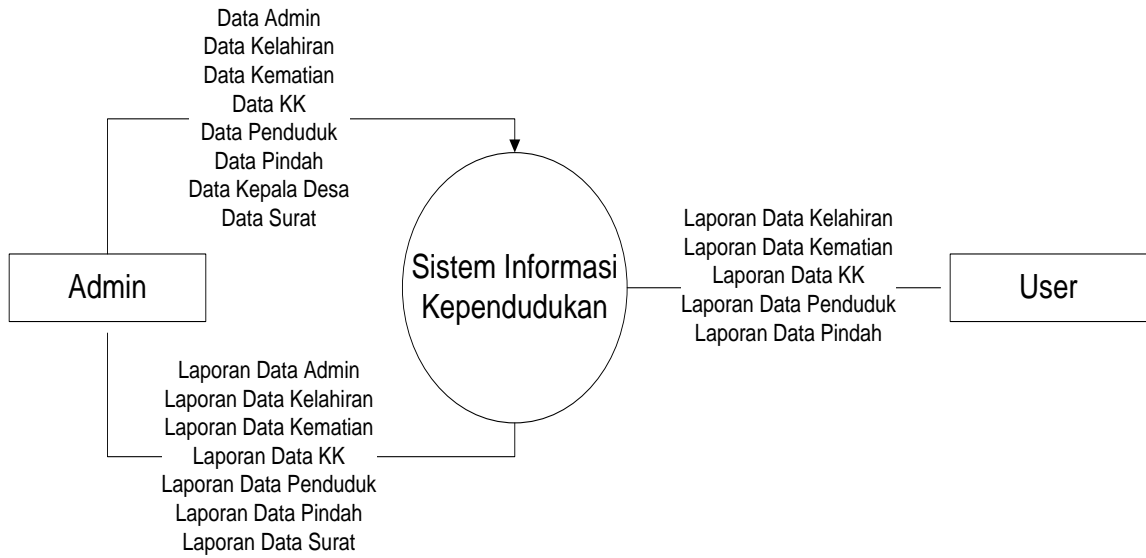 Data Admin
Data Kelahiran
Data Kematian
Data KK
Data Penduduk
Data Pindah
Data Kepala Desa
Data Surat
Admin
Sistem Informasi
Kependudukan
Laporan Data Kelahiran
Laporan Data Kematian
Laporan Data KK
Laporan Data Penduduk
Laporan Data Pindah
User
Laporan Data Admin
Laporan Data Kelahiran
Laporan Data Kematian
Laporan Data KK
Laporan Data Penduduk
Laporan Data Pindah
Laporan Data Surat